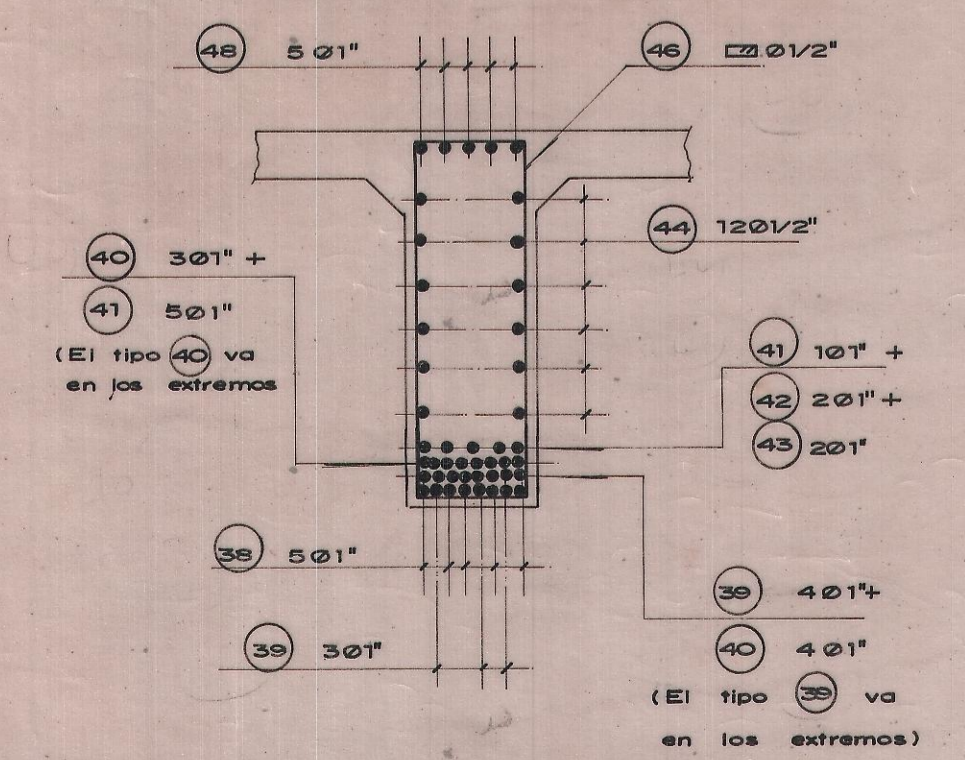 48 5 Ø1"
46 Ø1/2"
44 12Ø1/2"
40 3Ø1" +
41 5Ø1"
(El tipo 40 va
en los extremos
41 1Ø1" +
42 2Ø1" +
43 2Ø1"
38 5Ø1"
39 3Ø1"
39 4Ø1"+
40 4Ø1"
(El tipo 39 va
en los extremos)